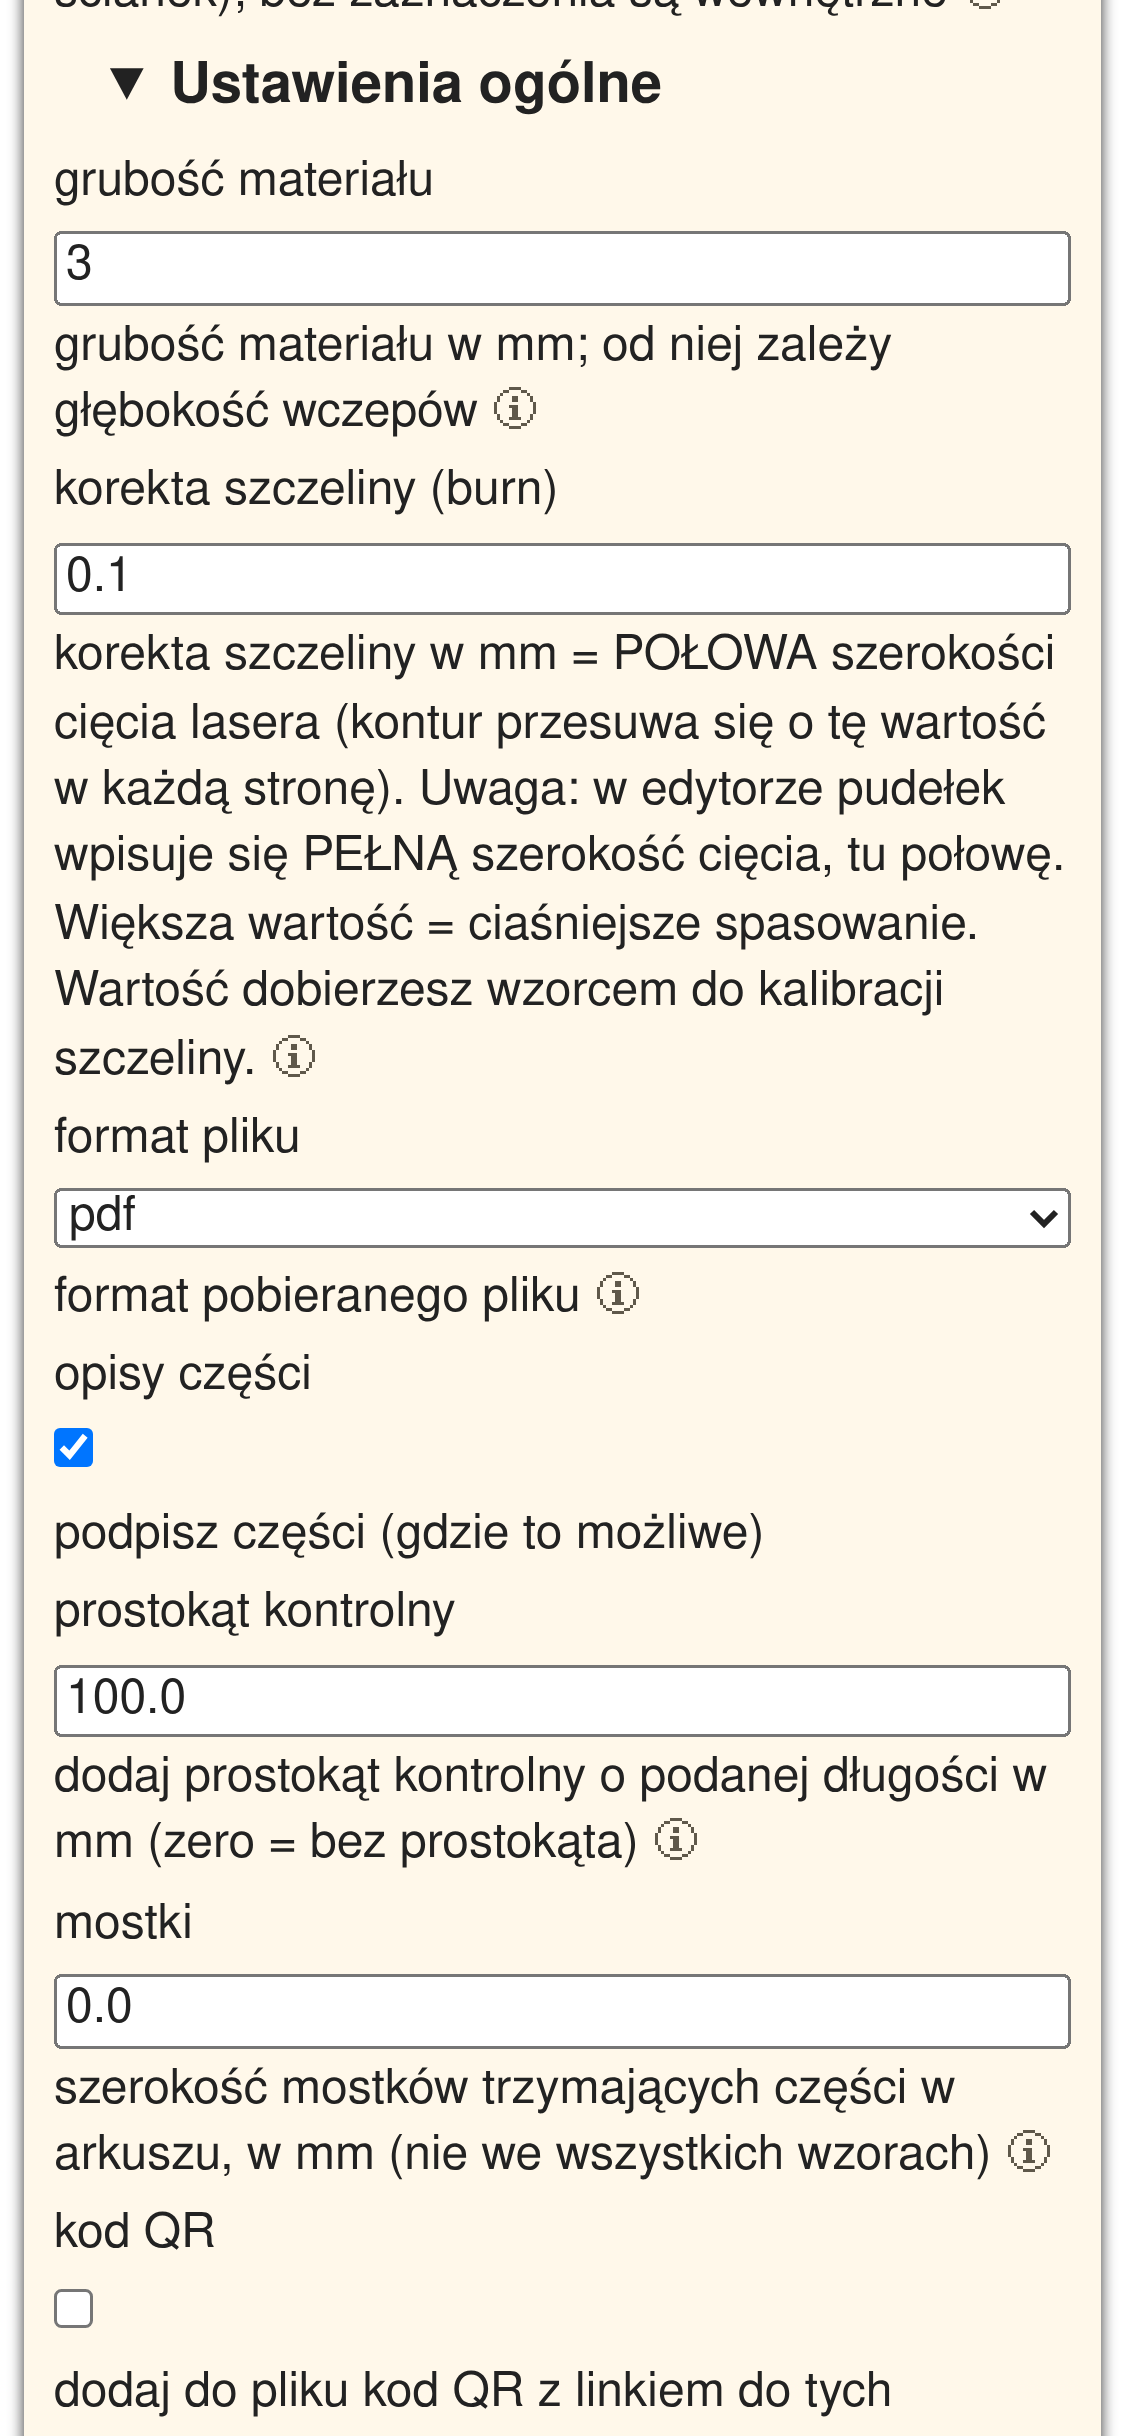 ścianek); bez zaznaczenia są wewnętrzne
▼ Ustawienia ogólne
grubość materiału
3
grubość materiału w mm; od niej zależy
głębokość wczepów ⓘ
korekta szczeliny (burn)
0.1
korekta szczeliny w mm = POŁOWA szerokości
cięcia lasera (kontur przesuwa się o tę wartość
w każdą stronę). Uwaga: w edytorze pudełek
wpisuje się PEŁNĄ szerokość cięcia, tu połowę.
Większa wartość = ciaśniejsze spasowanie.
Wartość dobierzesz wzorcem do kalibracji
szczeliny. ⓘ
format pliku
pdf
format pobieranego pliku ⓘ
opisy części
podpisz części (gdzie to możliwe)
prostokąt kontrolny
100.0
dodaj prostokąt kontrolny o podanej długości w
mm (zero = bez prostokąta) ⓘ
mostki
0.0
szerokość mostków trzymających części w
arkuszu, w mm (nie we wszystkich wzorach) ⓘ
kod QR
dodaj do pliku kod QR z linkiem do tych